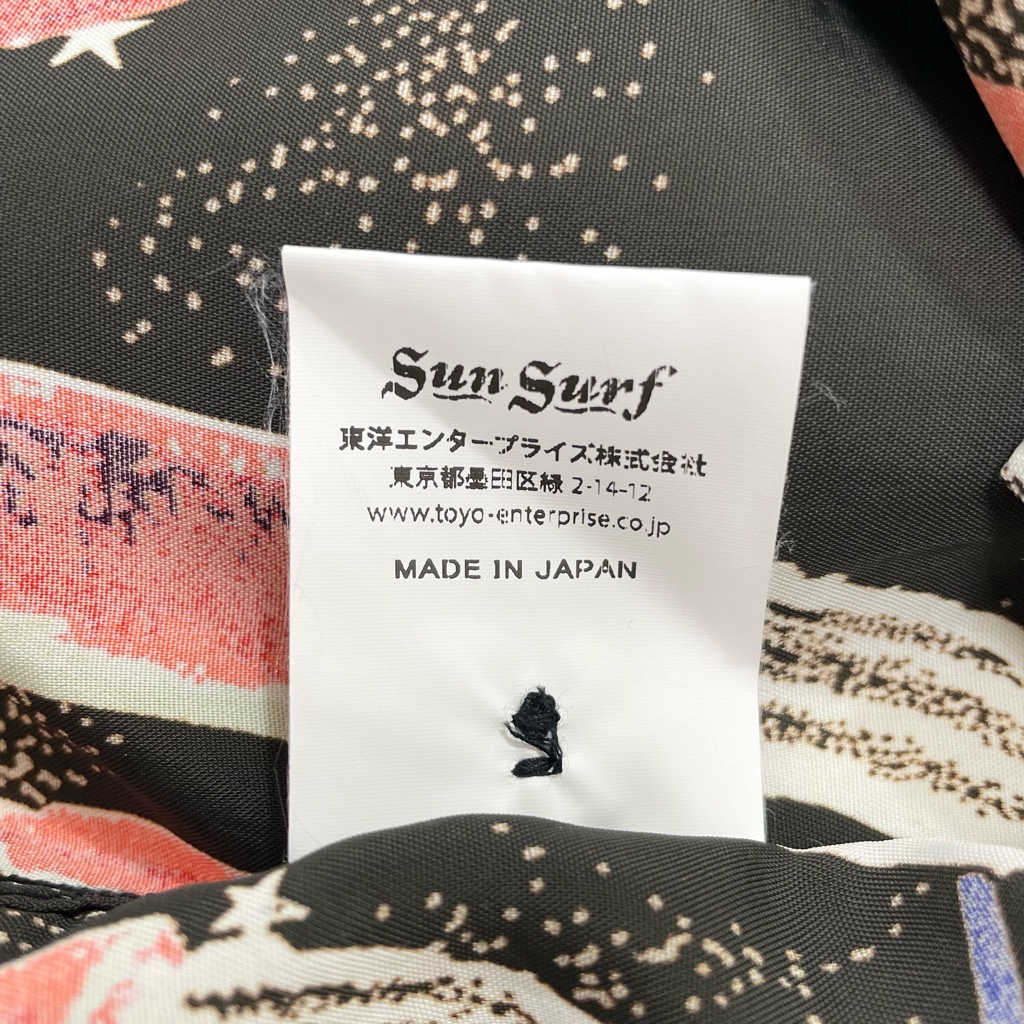 Sun Surf
東洋エンタープライズ株式会社
東京都墨田区緑 2-14-12
www.toyo-enterprise.co.jp
MADE IN JAPAN